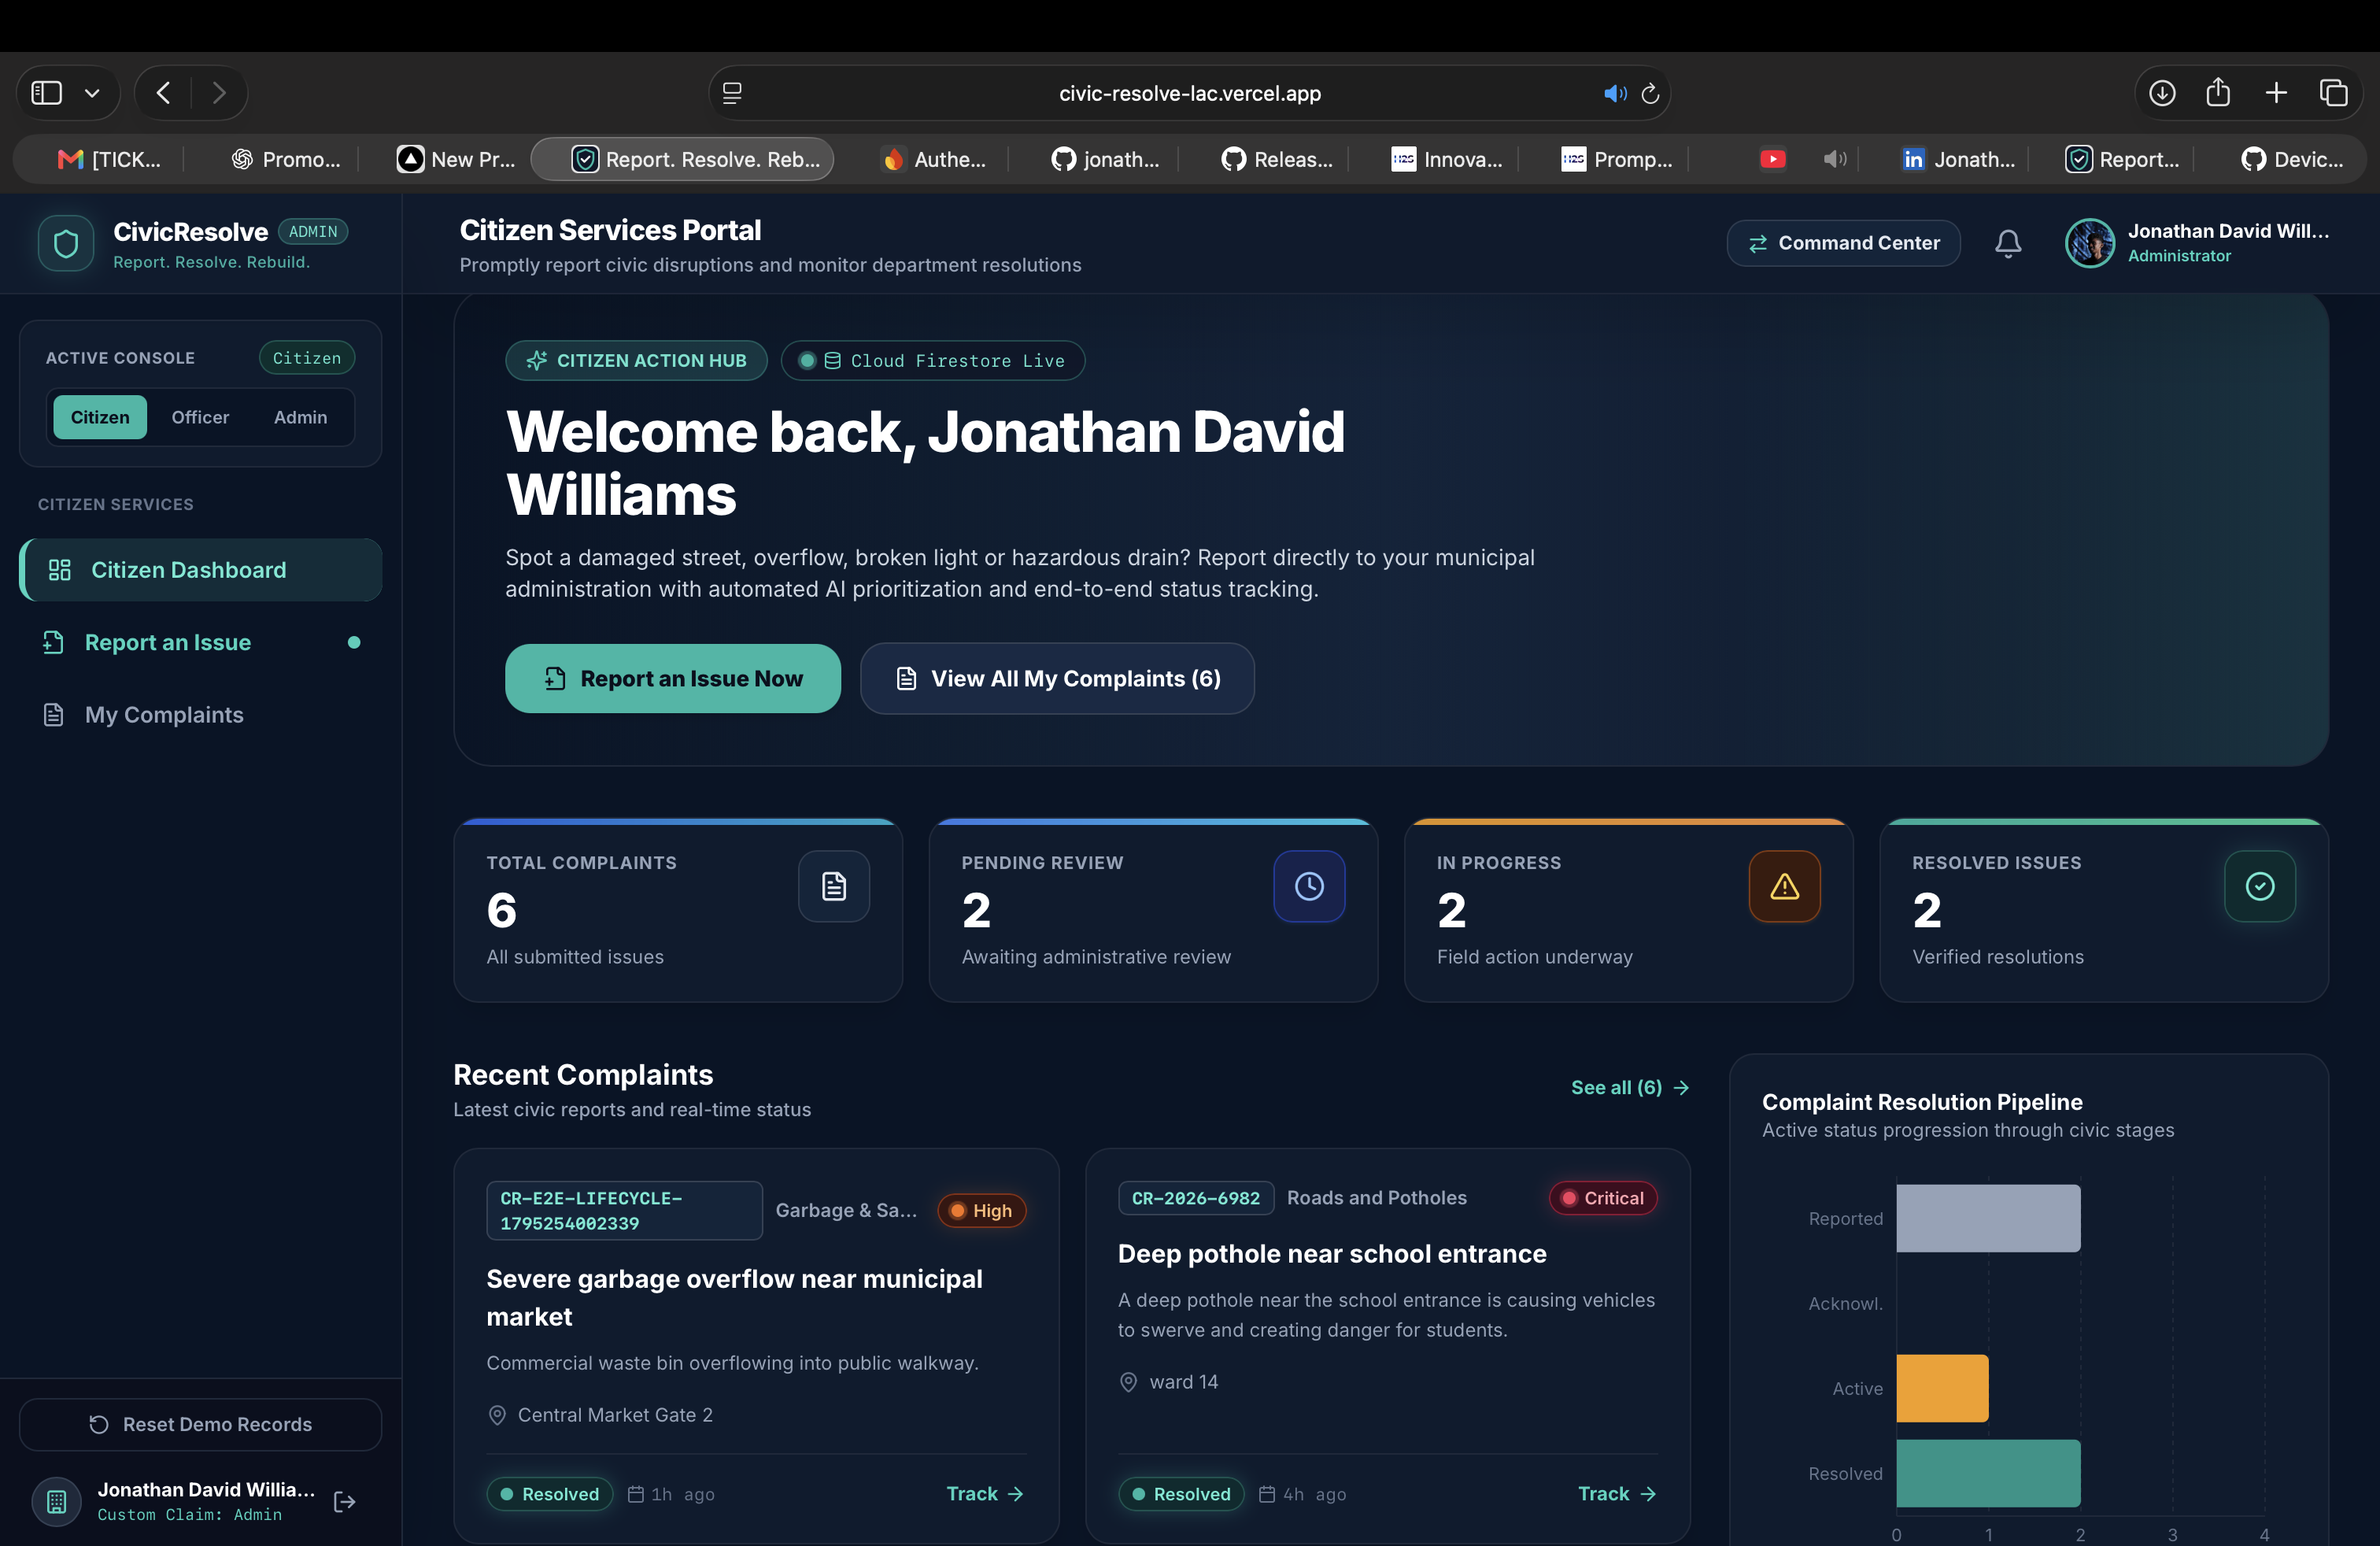 civic-resolve-lac.vercel.app
[TICK...
Promo...
New Pr...
Report. Resolve. Reb...
Authe...
jonath...
Releas...
H2S
Innova...
H2S
Promp...
in
Jonath...
Report...
Devic...
CivicResolve
ADMIN
Report. Resolve. Rebuild.
Citizen Services Portal
Promptly report civic disruptions and monitor department resolutions
Command Center
Jonathan David Will...
Administrator
ACTIVE CONSOLE
Citizen
Citizen
Officer
Admin
CITIZEN SERVICES
Citizen Dashboard
Report an Issue
My Complaints
Reset Demo Records
Jonathan David Willia...
Custom Claim: Admin
CITIZEN ACTION HUB
Cloud Firestore Live
Welcome back, Jonathan David
Williams
Spot a damaged street, overflow, broken light or hazardous drain? Report directly to your municipal
administration with automated AI prioritization and end-to-end status tracking.
Report an Issue Now
View All My Complaints (6)
TOTAL COMPLAINTS
6
All submitted issues
PENDING REVIEW
2
Awaiting administrative review
IN PROGRESS
2
Field action underway
RESOLVED ISSUES
2
Verified resolutions
Recent Complaints
Latest civic reports and real-time status
See all (6)
CR-E2E-LIFECYCLE-
1795254002339
Garbage & Sa...
High
Severe garbage overflow near municipal
market
Commercial waste bin overflowing into public walkway.
Central Market Gate 2
Resolved
1h ago
Track
CR-2026-6982
Roads and Potholes
Critical
Deep pothole near school entrance
A deep pothole near the school entrance is causing vehicles
to swerve and creating danger for students.
ward 14
Resolved
4h ago
Track
Complaint Resolution Pipeline
Active status progression through civic stages
Reported
Acknowl.
Active
Resolved
0 1 2 3 4